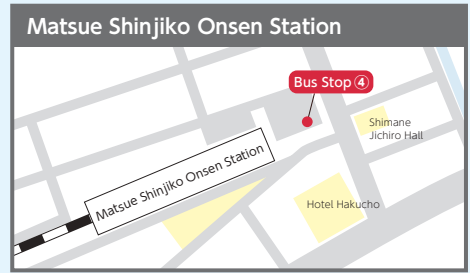 Matsue Shinjiko Onsen Station
Bus Stop ④
Shimane
Jichiro Hall
Matsue Shinjiko Onsen Station
Hotel Hakucho